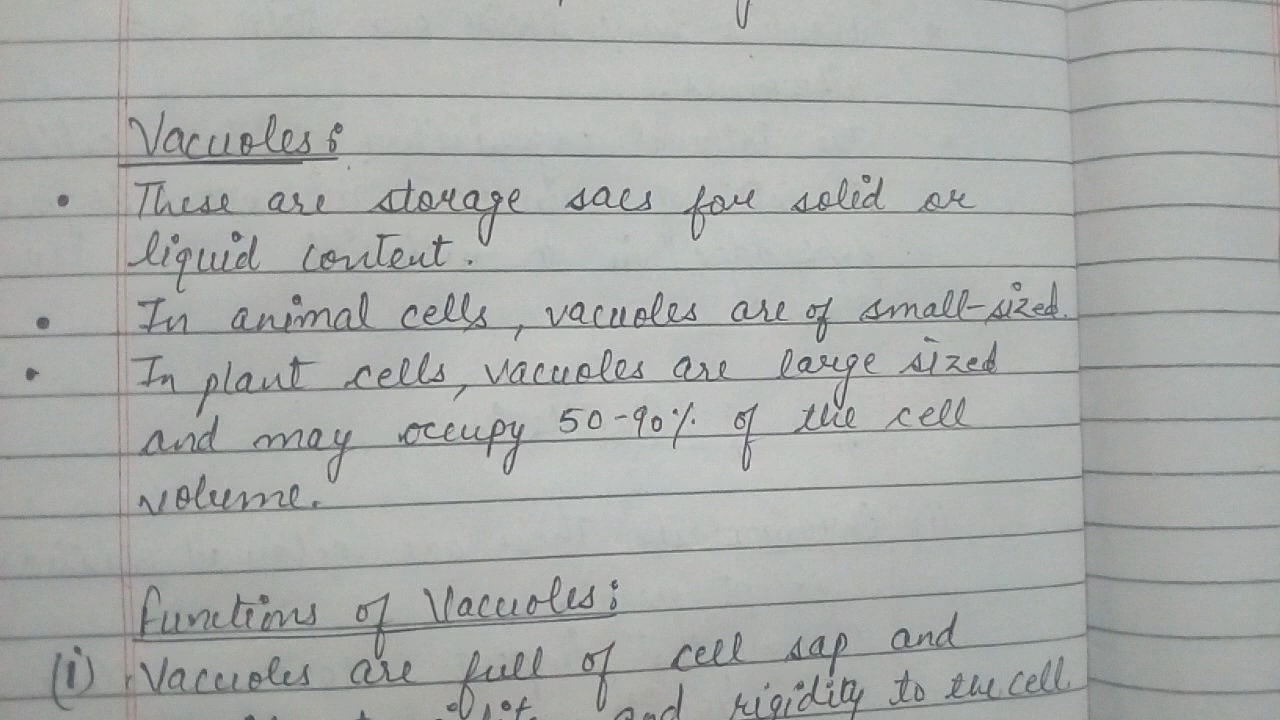 Vacuoles :
• These are storage sacs for solid or
liquid content.
• In animal cells, vacuoles are of small-sized.
• In plant cells, vacuoles are large sized
and may occupy 50-90% of the cell
volume.
Functions of Vacuoles :
(i) Vacuoles are full of cell sap and
and rigidity to the cell.